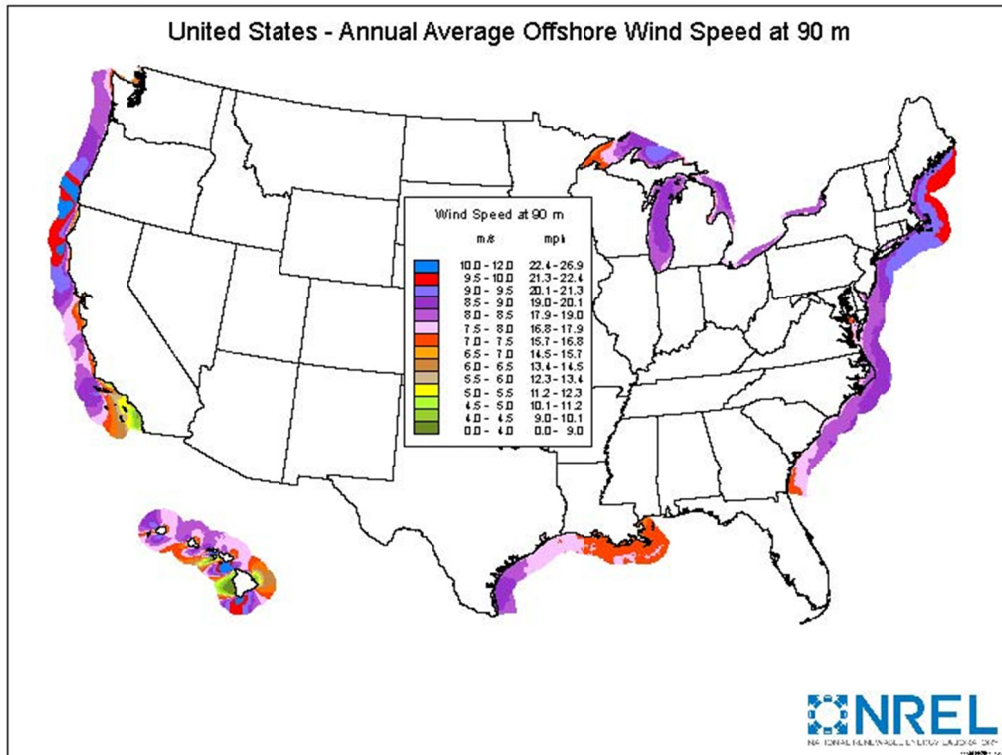 United States - Annual Average Offshore Wind Speed at 90 m
Wind Speed at 90 m
m/s mph
10.0 - 12.0 22.4 - 26.9
9.5 - 10.0 21.3 - 22.4
9.0 - 9.5 20.1 - 21.3
8.5 - 9.0 19.0 - 20.1
8.0 - 8.5 17.9 - 19.0
7.5 - 8.0 16.8 - 17.9
7.0 - 7.5 15.7 - 16.8
6.5 - 7.0 14.5 - 15.7
6.0 - 6.5 13.4 - 14.5
5.5 - 6.0 12.3 - 13.4
5.0 - 5.5 11.2 - 12.3
4.5 - 5.0 10.1 - 11.2
4.0 - 4.5 9.0 - 10.1
0.0 - 4.0 0.0 - 9.0
NREL
NATIONAL RENEWABLE ENERGY LABORATORY